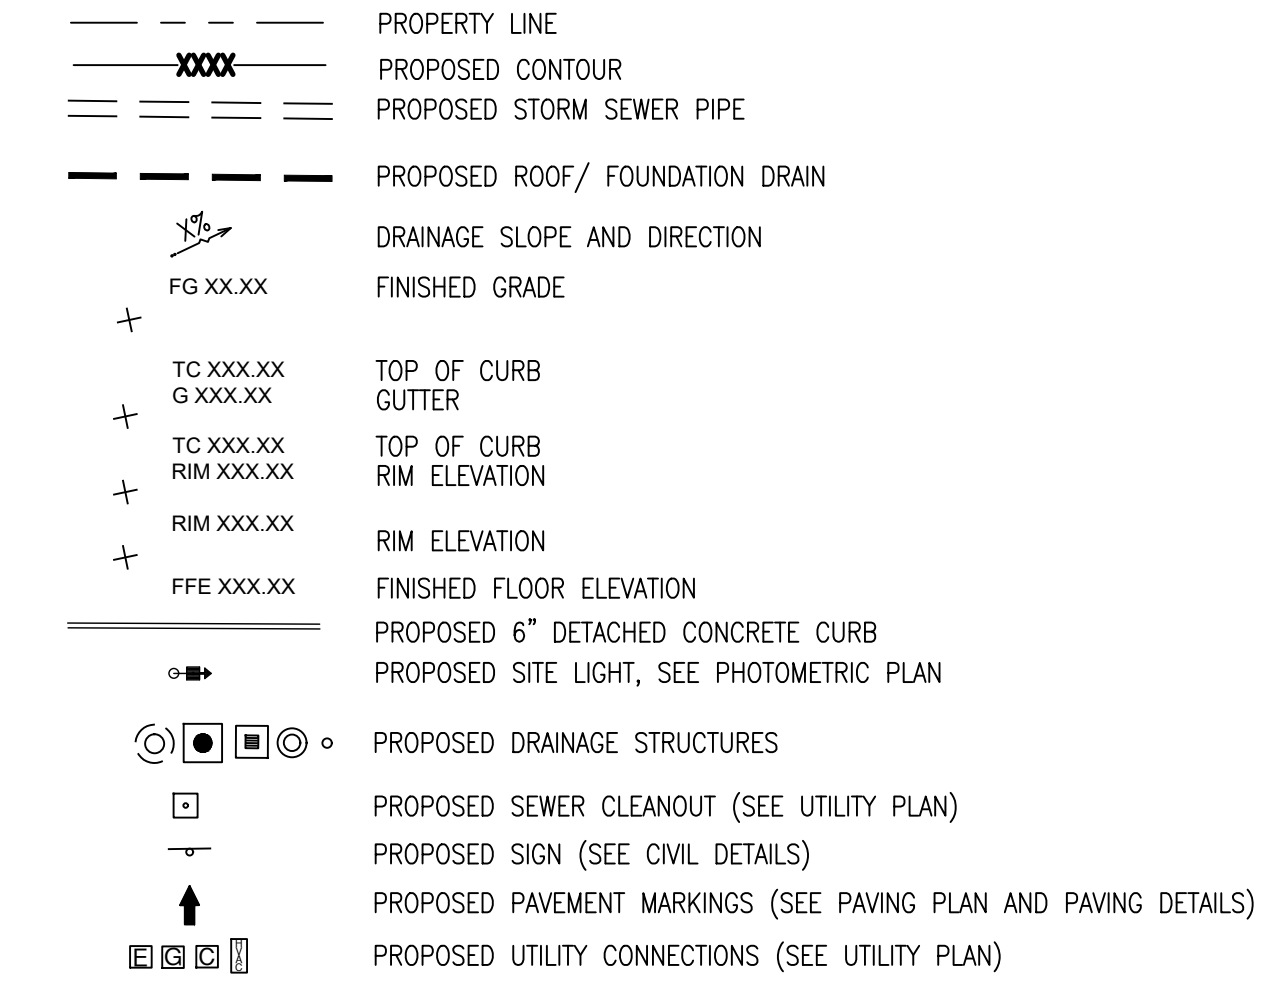 PROPERTY LINE
XXXX PROPOSED CONTOUR
PROPOSED STORM SEWER PIPE
PROPOSED ROOF/ FOUNDATION DRAIN
X% DRAINAGE SLOPE AND DIRECTION
FG XX.XX FINISHED GRADE
TC XXX.XX TOP OF CURB
G XXX.XX GUTTER
TC XXX.XX TOP OF CURB
RIM XXX.XX RIM ELEVATION
RIM XXX.XX
RIM ELEVATION
FFE XXX.XX FINISHED FLOOR ELEVATION
PROPOSED 6” DETACHED CONCRETE CURB
PROPOSED SITE LIGHT, SEE PHOTOMETRIC PLAN
PROPOSED DRAINAGE STRUCTURES
PROPOSED SEWER CLEANOUT (SEE UTILITY PLAN)
PROPOSED SIGN (SEE CIVIL DETAILS)
PROPOSED PAVEMENT MARKINGS (SEE PAVING PLAN AND PAVING DETAILS)
E G C HVAC PROPOSED UTILITY CONNECTIONS (SEE UTILITY PLAN)